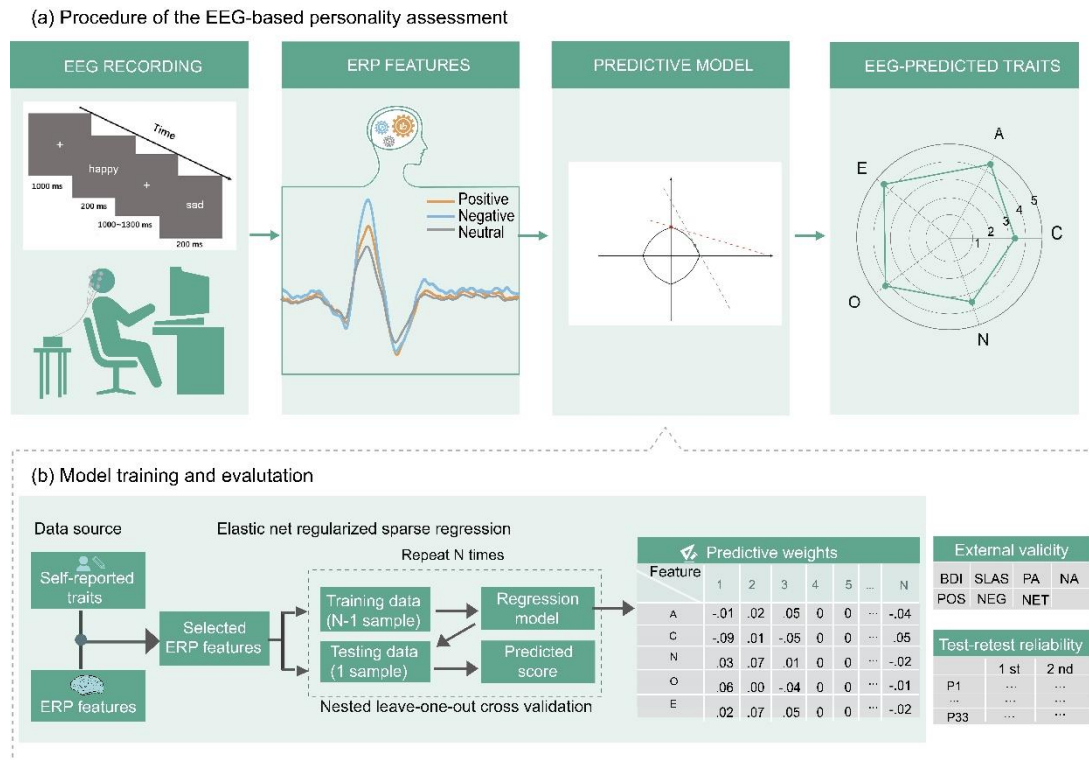 (a) Procedure of the EEG-based personality assessment
EEG RECORDING
+
happy
+
sad
Time
1000 ms
200 ms
1000~1300 ms
200 ms
ERP FEATURES
Positive
Negative
Neutral
PREDICTIVE MODEL
EEG-PREDICTED TRAITS
A
E
C
O
N
1
2
3
4
5
(b) Model training and evalutation
Data source
Self-reported
traits
ERP features
Selected
ERP features
Elastic net regularized sparse regression
Repeat N times
Training data
(N-1 sample)
Regression
model
Testing data
(1 sample)
Predicted
score
Nested leave-one-out cross validation
Predictive weights
Feature 1 2 3 4 5 ... N
A -.01 .02 .05 0 0 ... -.04
C -.09 .01 -.05 0 0 ... .05
N .03 .07 .01 0 0 ... -.02
O .06 .00 -.04 0 0 ... -.01
E .02 .07 .05 0 0 ... -.02
External validity
BDI SLAS PA NA
POS NEG NET
Test-retest reliability
1 st 2 nd
P1 ... ...
... ... ...
P33 ... ...